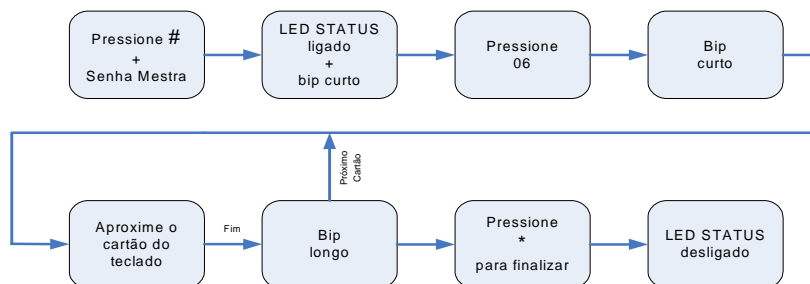 Pressione #
+
Senha Mestra
LED STATUS
ligado
+
bip curto
Pressione
06
Bip
curto
Aproxime o
cartão do
teclado
Fim
Bip
longo
Próximo
Cartão
Pressione
*
para finalizar
LED STATUS
desligado